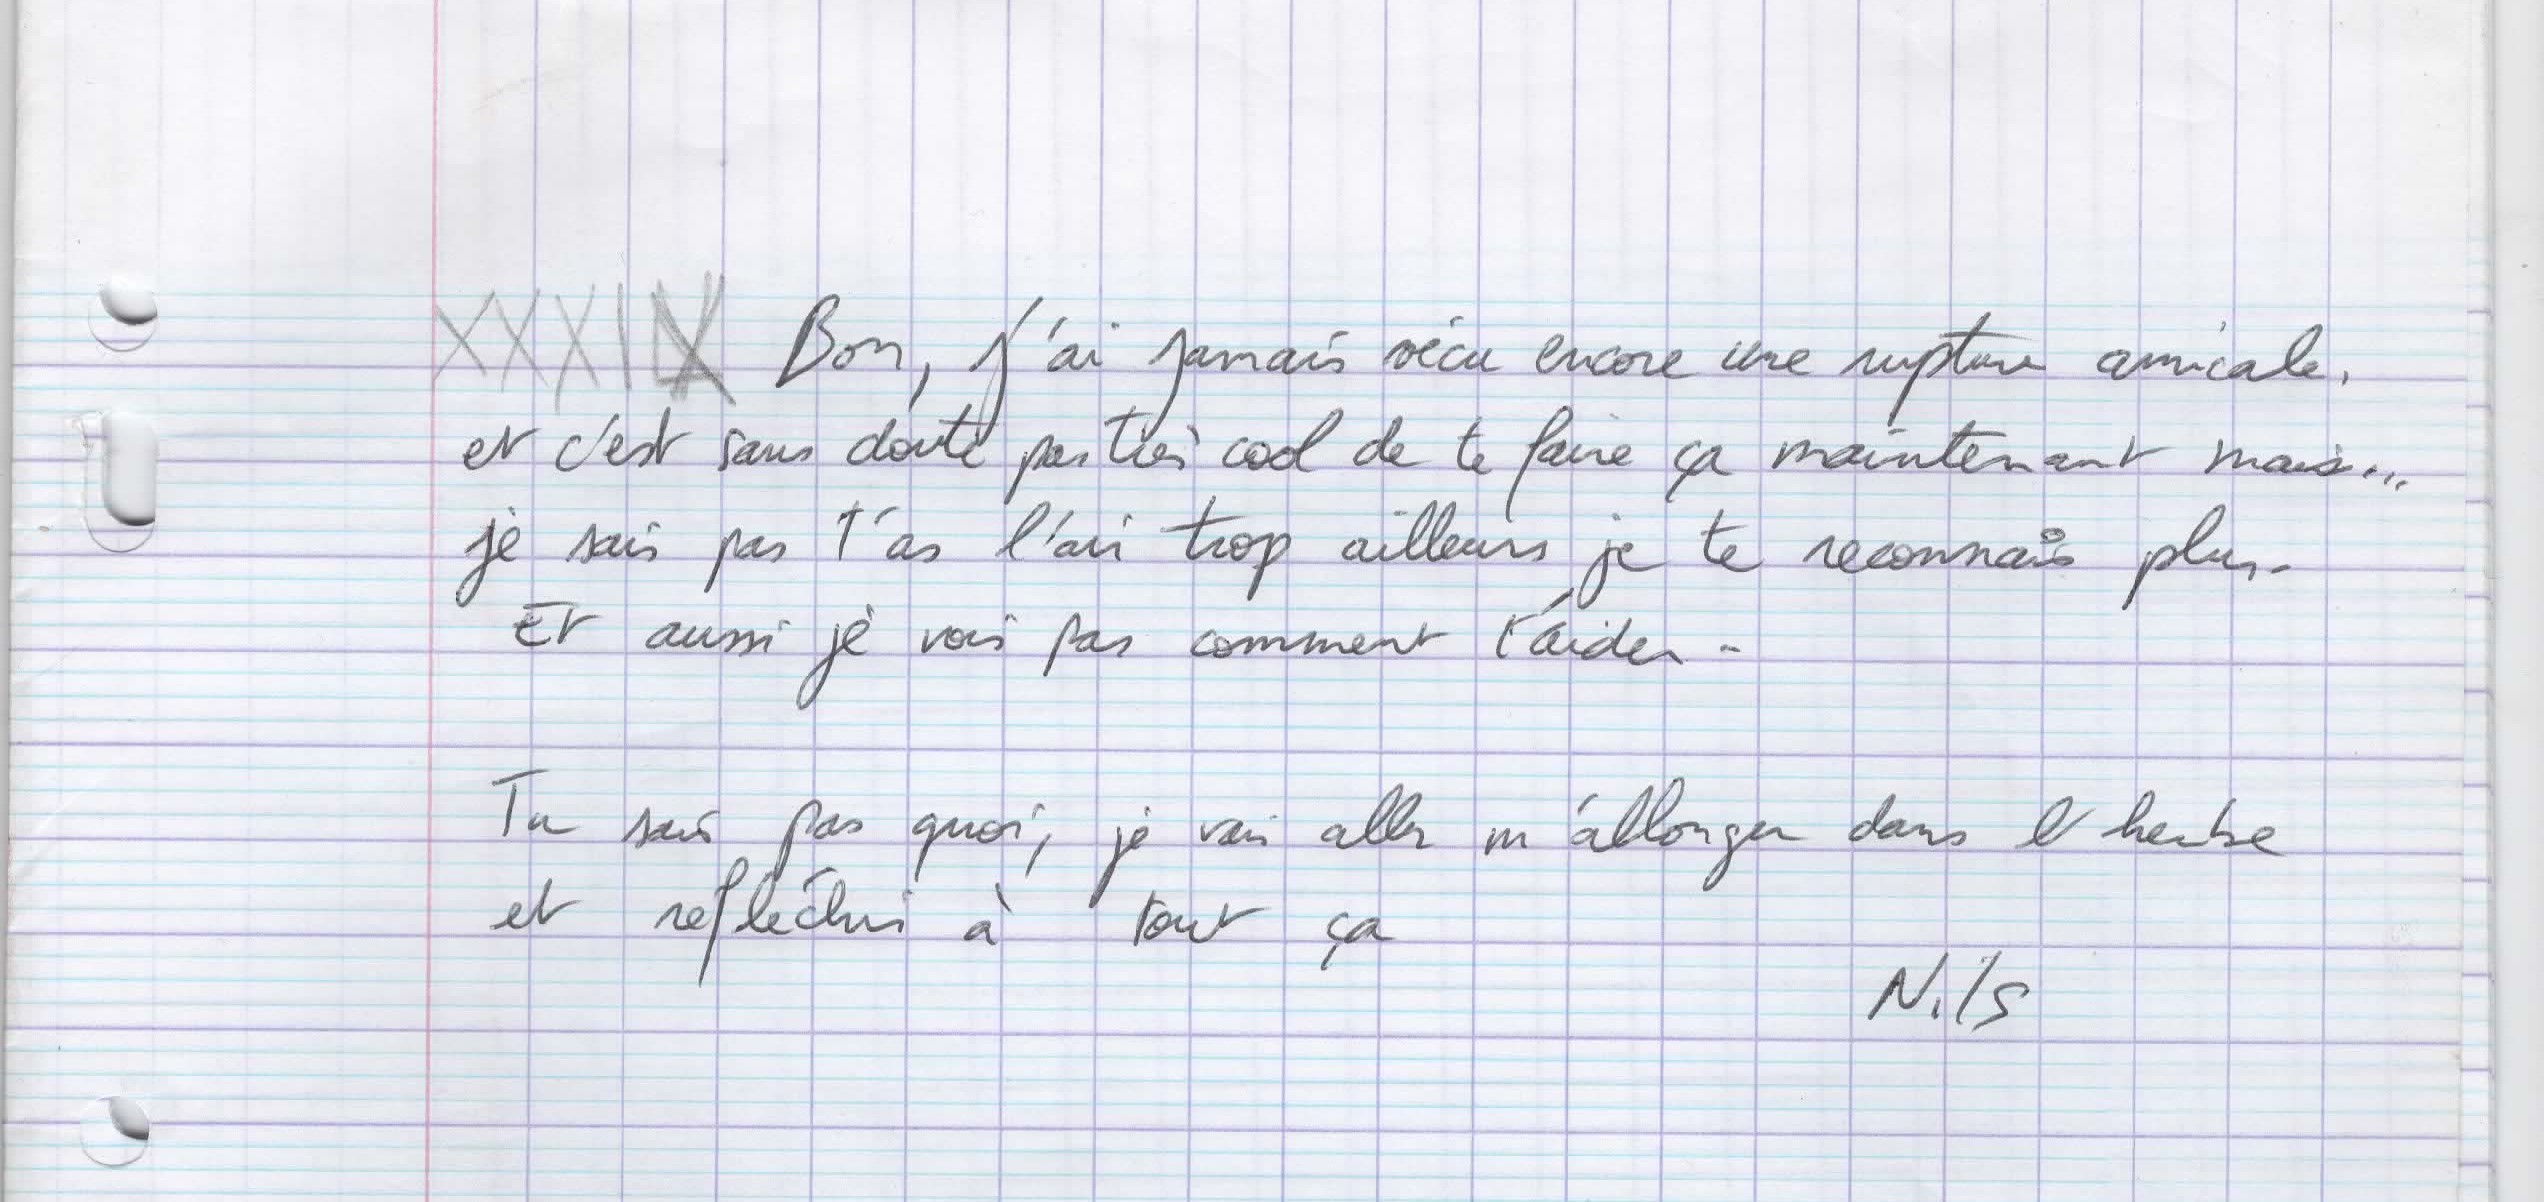 XXXIX Bon, j'ai jamais vécu encore une rupture amicale.
et c'est sans doute pas très cool de te faire ça maintenant mais...
je sais pas t'as l'air trop ailleurs je te reconnais plus.
Et aussi je vois pas comment t'aider.
Tu sais pas quoi, je vais aller m'allonger dans l'herbe
et reflechir à tout ça
Nils